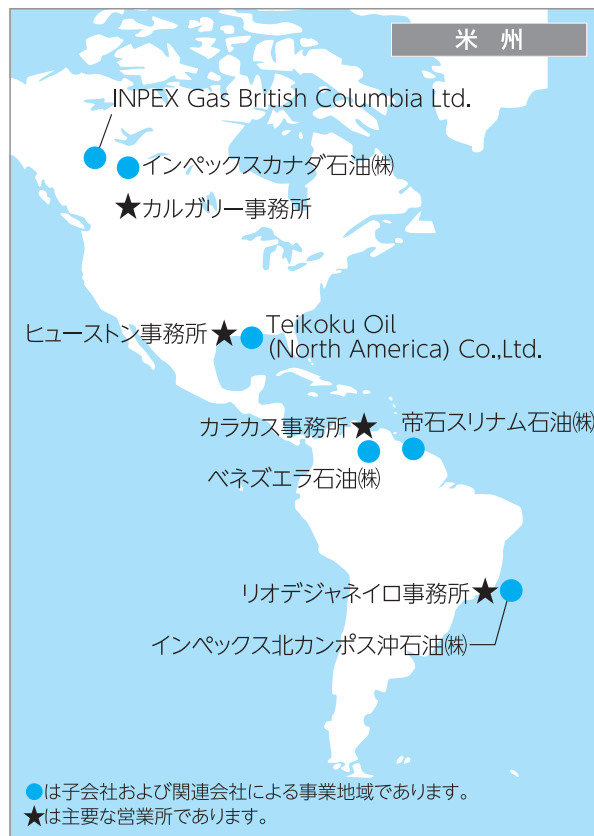 米 州
INPEX Gas British Columbia Ltd.
インペックスカナダ石油㈱
★カルガリー事務所
ヒューストン事務所★
Teikoku Oil
(North America) Co.,Ltd.
カラカス事務所★
帝石スリナム石油㈱
ベネズエラ石油㈱
リオデジャネイロ事務所★
インペックス北カンポス沖石油㈱
●は子会社および関連会社による事業地域であります。
★は主要な営業所であります。